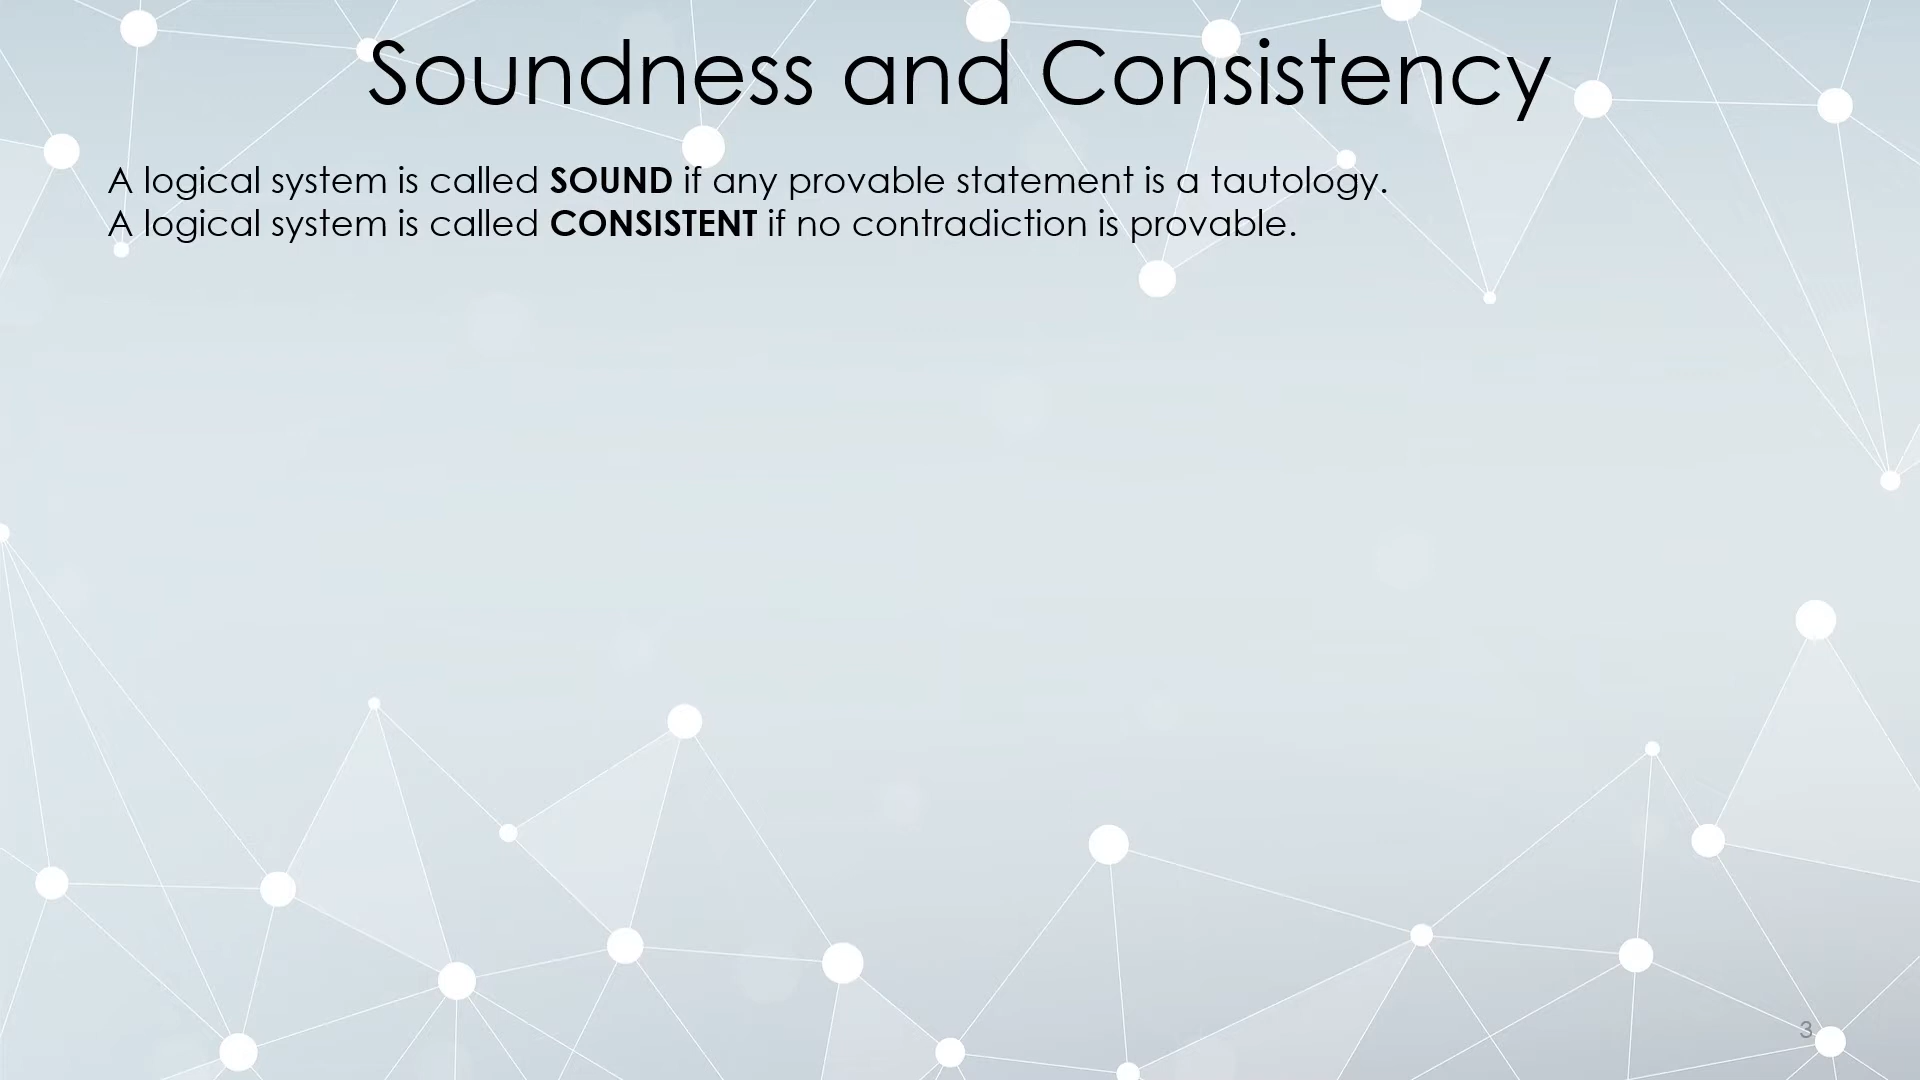 Soundness and Consistency
A logical system is called SOUND if any provable statement is a tautology.
A logical system is called CONSISTENT if no contradiction is provable.
3